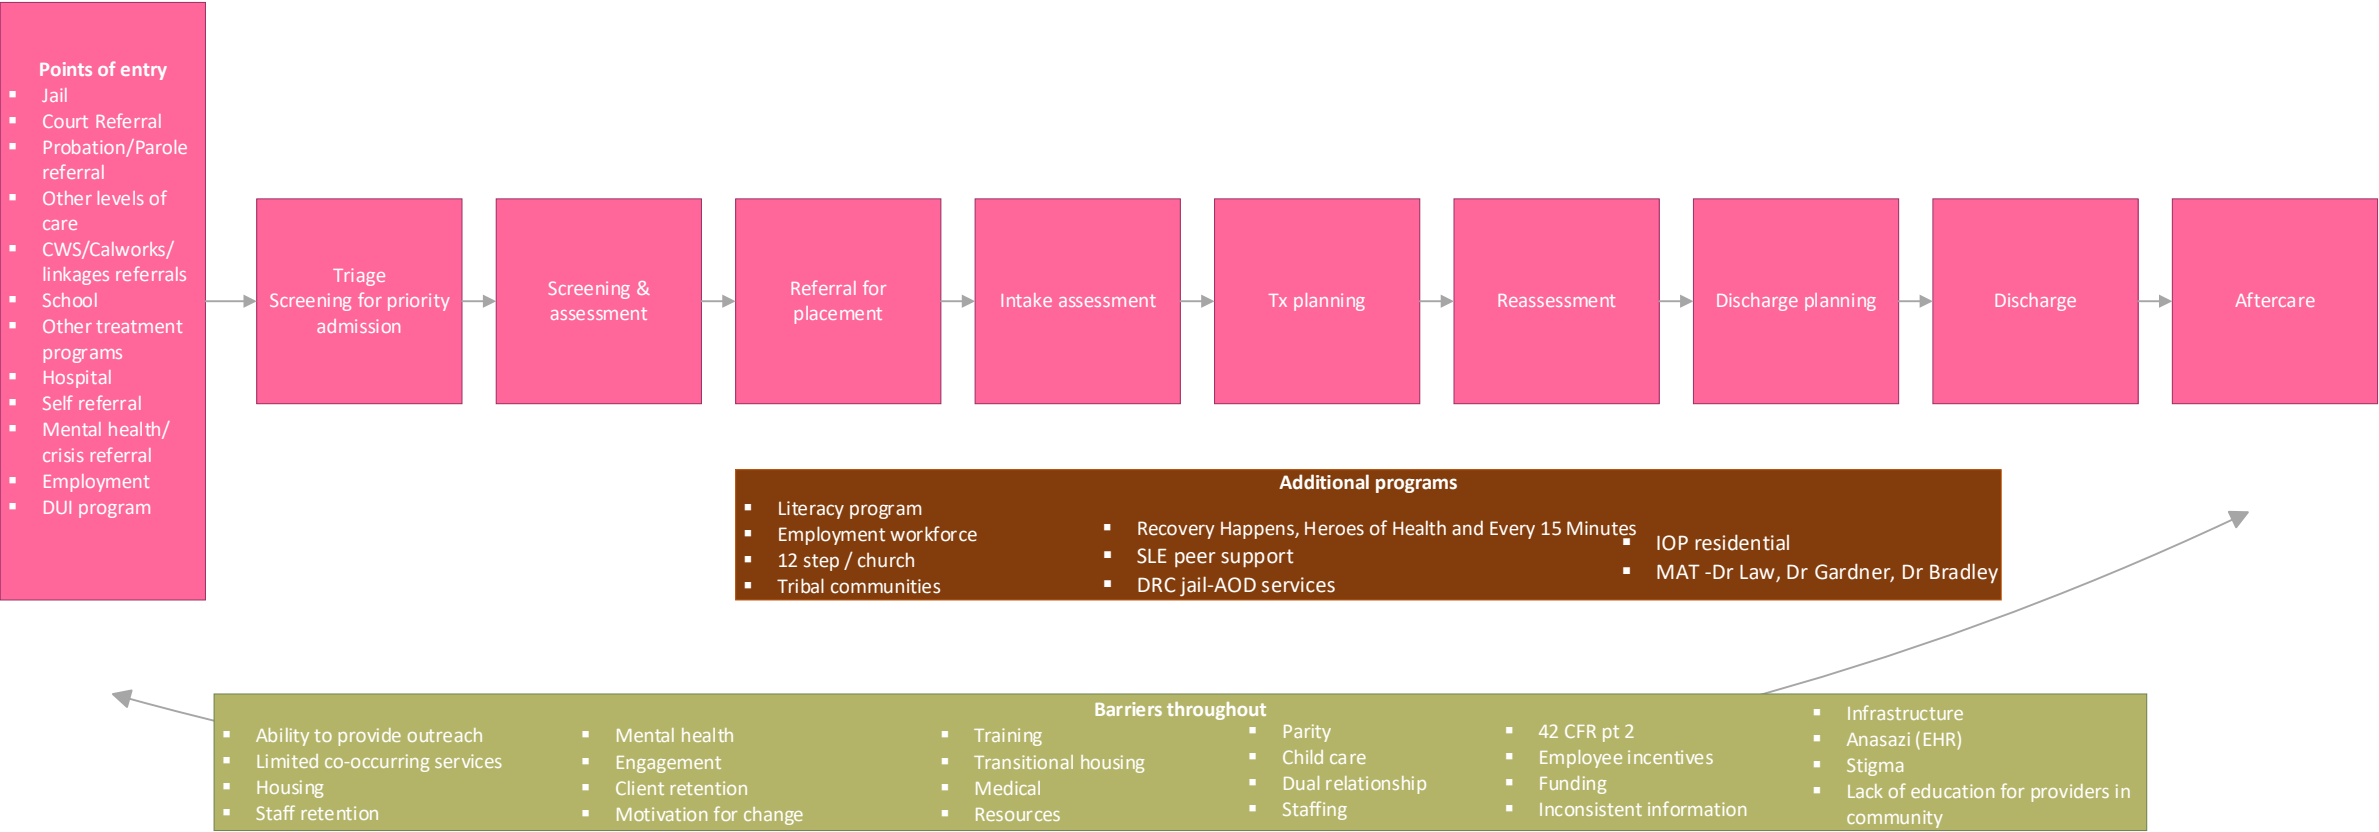 Points of entry
▪ Jail
▪ Court Referral
▪ Probation/Parole
referral
▪ Other levels of
care
▪ CWS/Calworks/
linkages referrals
▪ School
▪ Other treatment
programs
▪ Hospital
▪ Self referral
▪ Mental health/
crisis referral
▪ Employment
▪ DUI program
Triage
Screening for priority
admission
Screening &
assessment
Referral for
placement
Intake assessment
Tx planning
Reassessment
Discharge planning
Discharge
Aftercare
Additional programs
▪ Literacy program
▪ Employment workforce
▪ 12 step / church
▪ Tribal communities
▪ Recovery Happens, Heroes of Health and Every 15 Minutes
▪ SLE peer support
▪ DRC jail-AOD services
▪ IOP residential
▪ MAT -Dr Law, Dr Gardner, Dr Bradley
Barriers throughout
▪ Ability to provide outreach
▪ Limited co-occurring services
▪ Housing
▪ Staff retention
▪ Mental health
▪ Engagement
▪ Client retention
▪ Motivation for change
▪ Training
▪ Transitional housing
▪ Medical
▪ Resources
▪ Parity
▪ Child care
▪ Dual relationship
▪ Staffing
▪ 42 CFR pt 2
▪ Employee incentives
▪ Funding
▪ Inconsistent information
▪ Infrastructure
▪ Anasazi (EHR)
▪ Stigma
▪ Lack of education for providers in
community